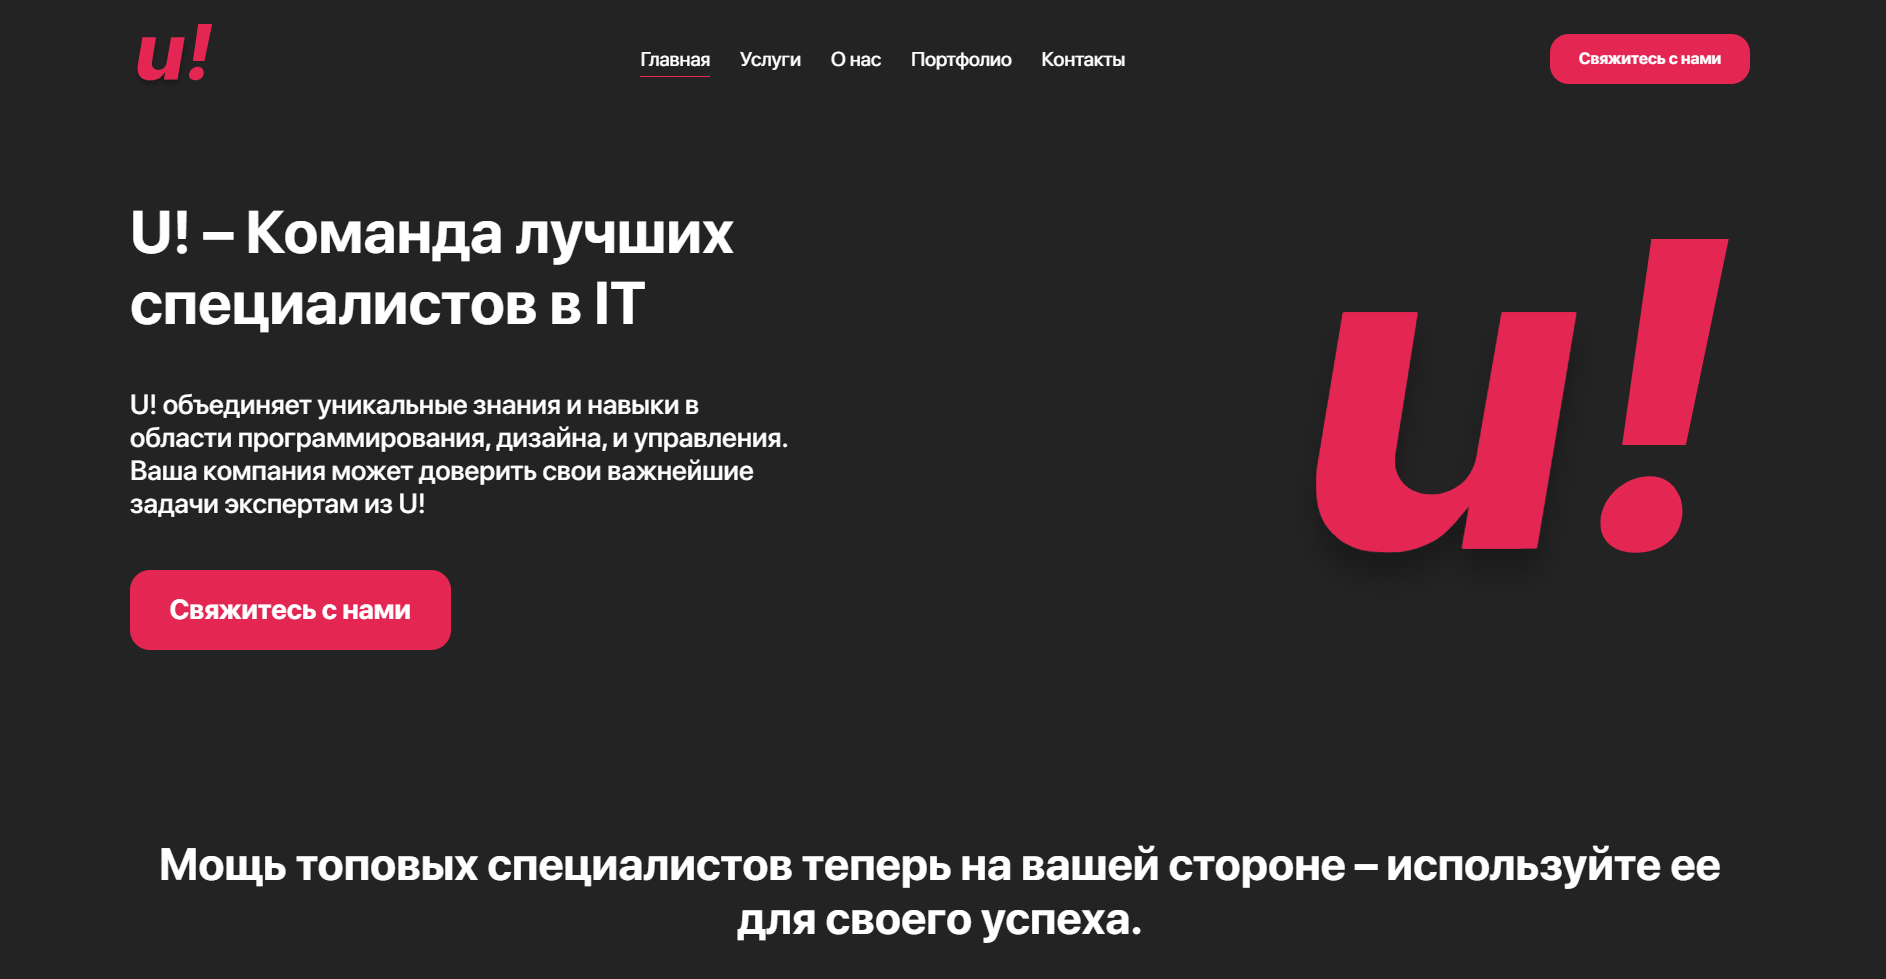 u!
Главная Услуги О нас Портфолио Контакты
Свяжитесь с нами
U! – Команда лучших
специалистов в IT
U! объединяет уникальные знания и навыки в
области программирования, дизайна, и управления.
Ваша компания может доверить свои важнейшие
задачи экспертам из U!
Свяжитесь с нами
u!
Мощь топовых специалистов теперь на вашей стороне – используйте ее
для своего успеха.